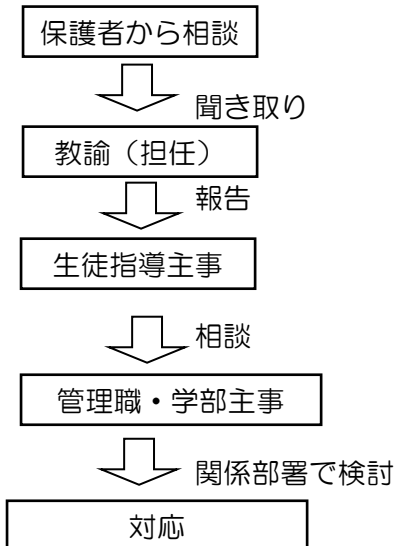 保護者から相談
聞き取り
教諭（担任）
報告
生徒指導主事
相談
管理職・学部主事
関係部署で検討
対応